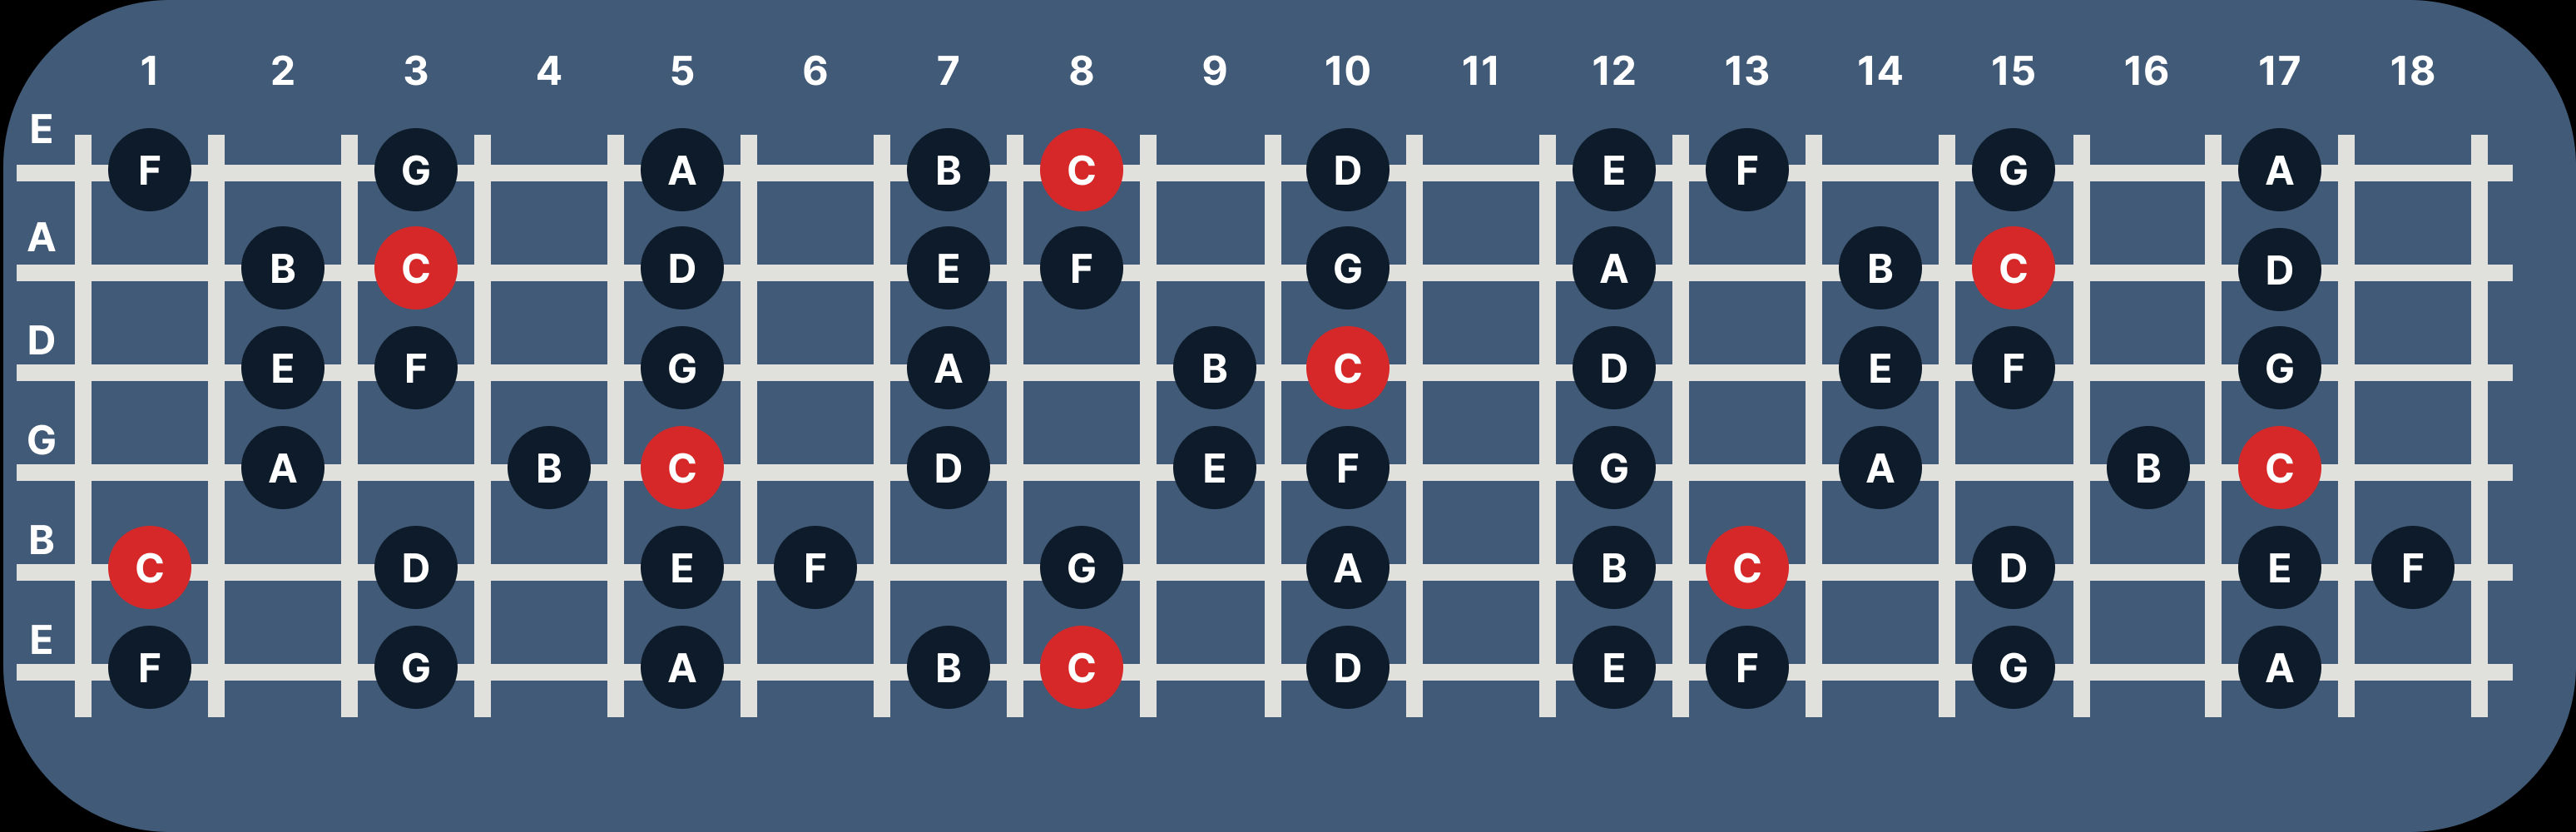 1 2 3 4 5 6 7 8 9 10 11 12 13 14 15 16 17 18
E
F G A B C D E F G A
A
B C D E F G A B C D
D
E F G A B C D E F G
G
A B C D E F G A B C
B
C D E F G A B C D E F
E
F G A B C D E F G A